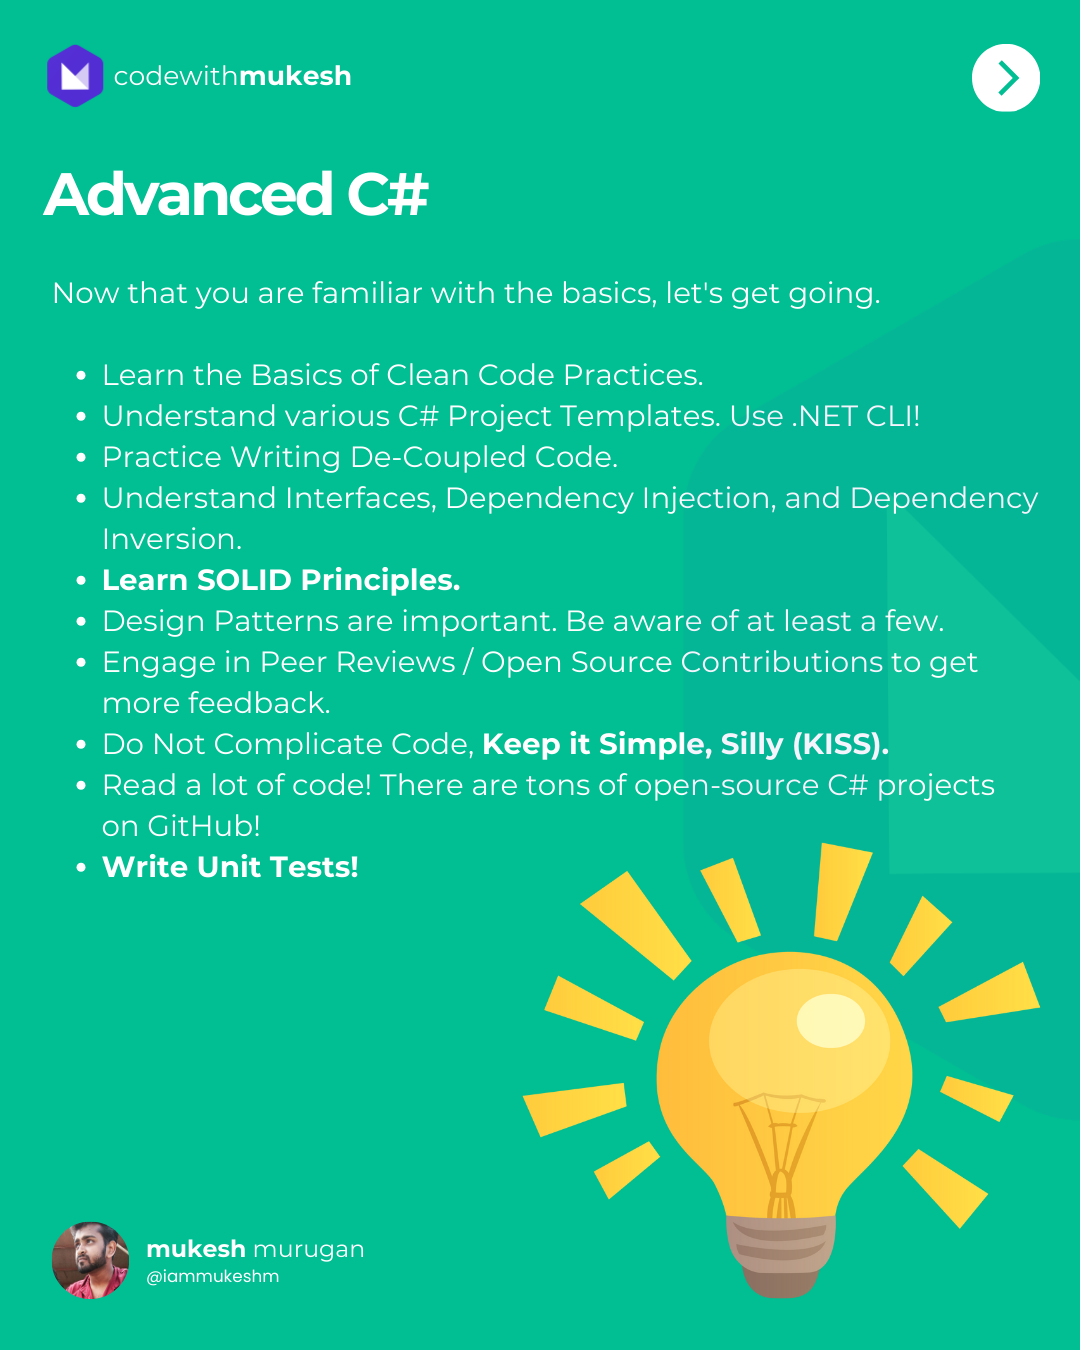 codewithmukesh
Advanced C#
Now that you are familiar with the basics, let's get going.
• Learn the Basics of Clean Code Practices.
• Understand various C# Project Templates. Use .NET CLI!
• Practice Writing De-Coupled Code.
• Understand Interfaces, Dependency Injection, and Dependency
Inversion.
• Learn SOLID Principles.
• Design Patterns are important. Be aware of at least a few.
• Engage in Peer Reviews / Open Source Contributions to get
more feedback.
• Do Not Complicate Code, Keep it Simple, Silly (KISS).
• Read a lot of code! There are tons of open-source C# projects
on GitHub!
• Write Unit Tests!
mukesh murugan
@iammukeshm